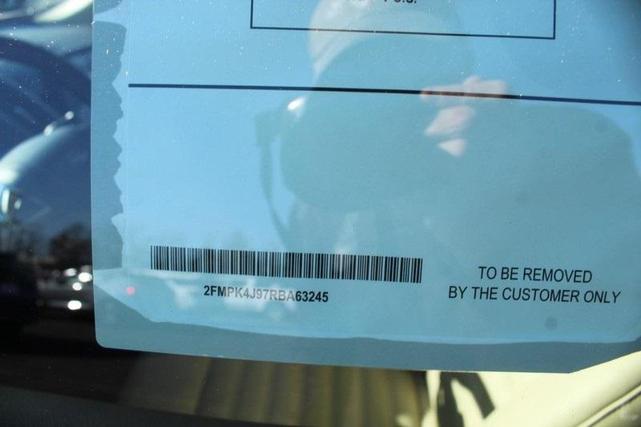 2FMPK4J97RBA63245
TO BE REMOVED
BY THE CUSTOMER ONLY